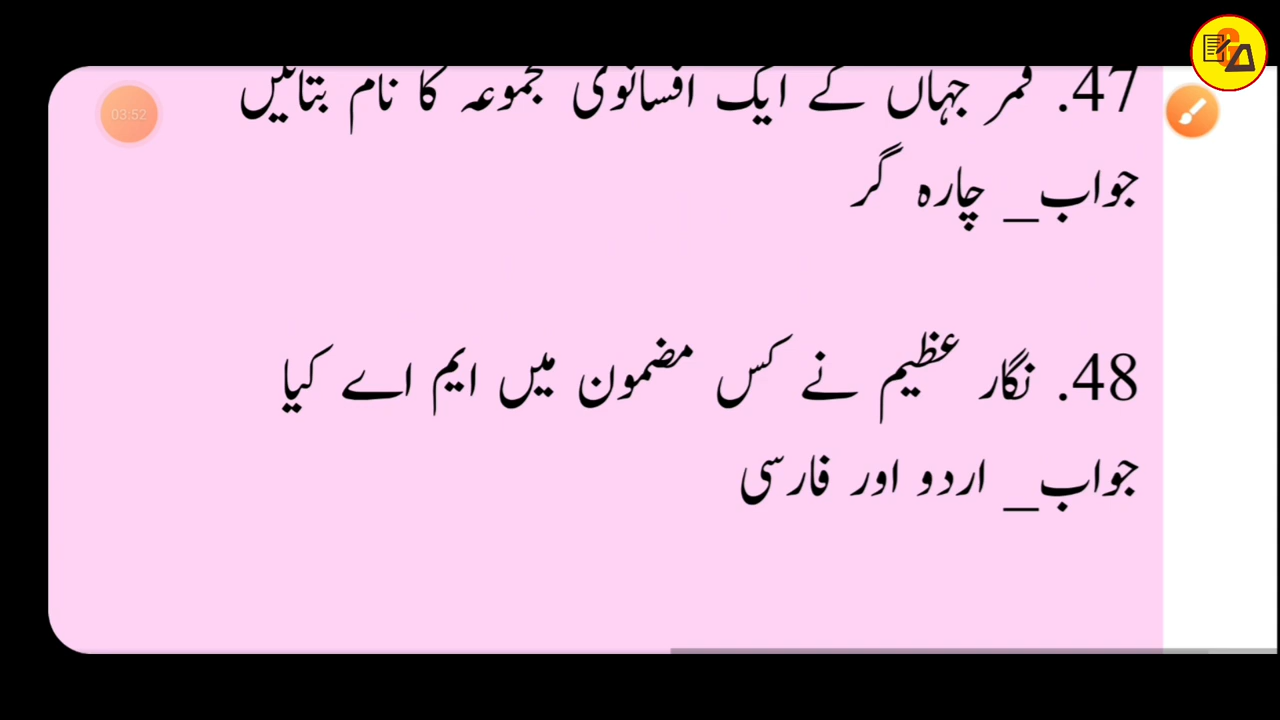 47. قمر جہاں کے ایک افسانوی مجموعہ کا نام بتائیں
جواب_ چارہ گر
48. نگار عظیم نے کس مضمون میں ایم اے کیا
جواب_ اردو اور فارسی
03:52